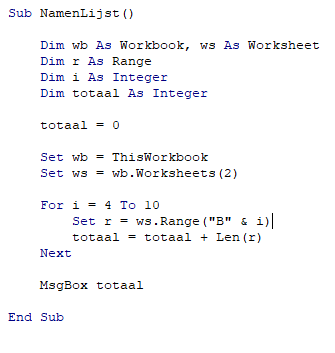 Sub NamenLijst()
Dim wb As Workbook, ws As Worksheet
Dim r As Range
Dim i As Integer
Dim totaal As Integer
totaal = 0
Set wb = ThisWorkbook
Set ws = wb.Worksheets(2)
For i = 4 To 10
Set r = ws.Range("B" & i)
totaal = totaal + Len(r)
Next
MsgBox totaal
End Sub